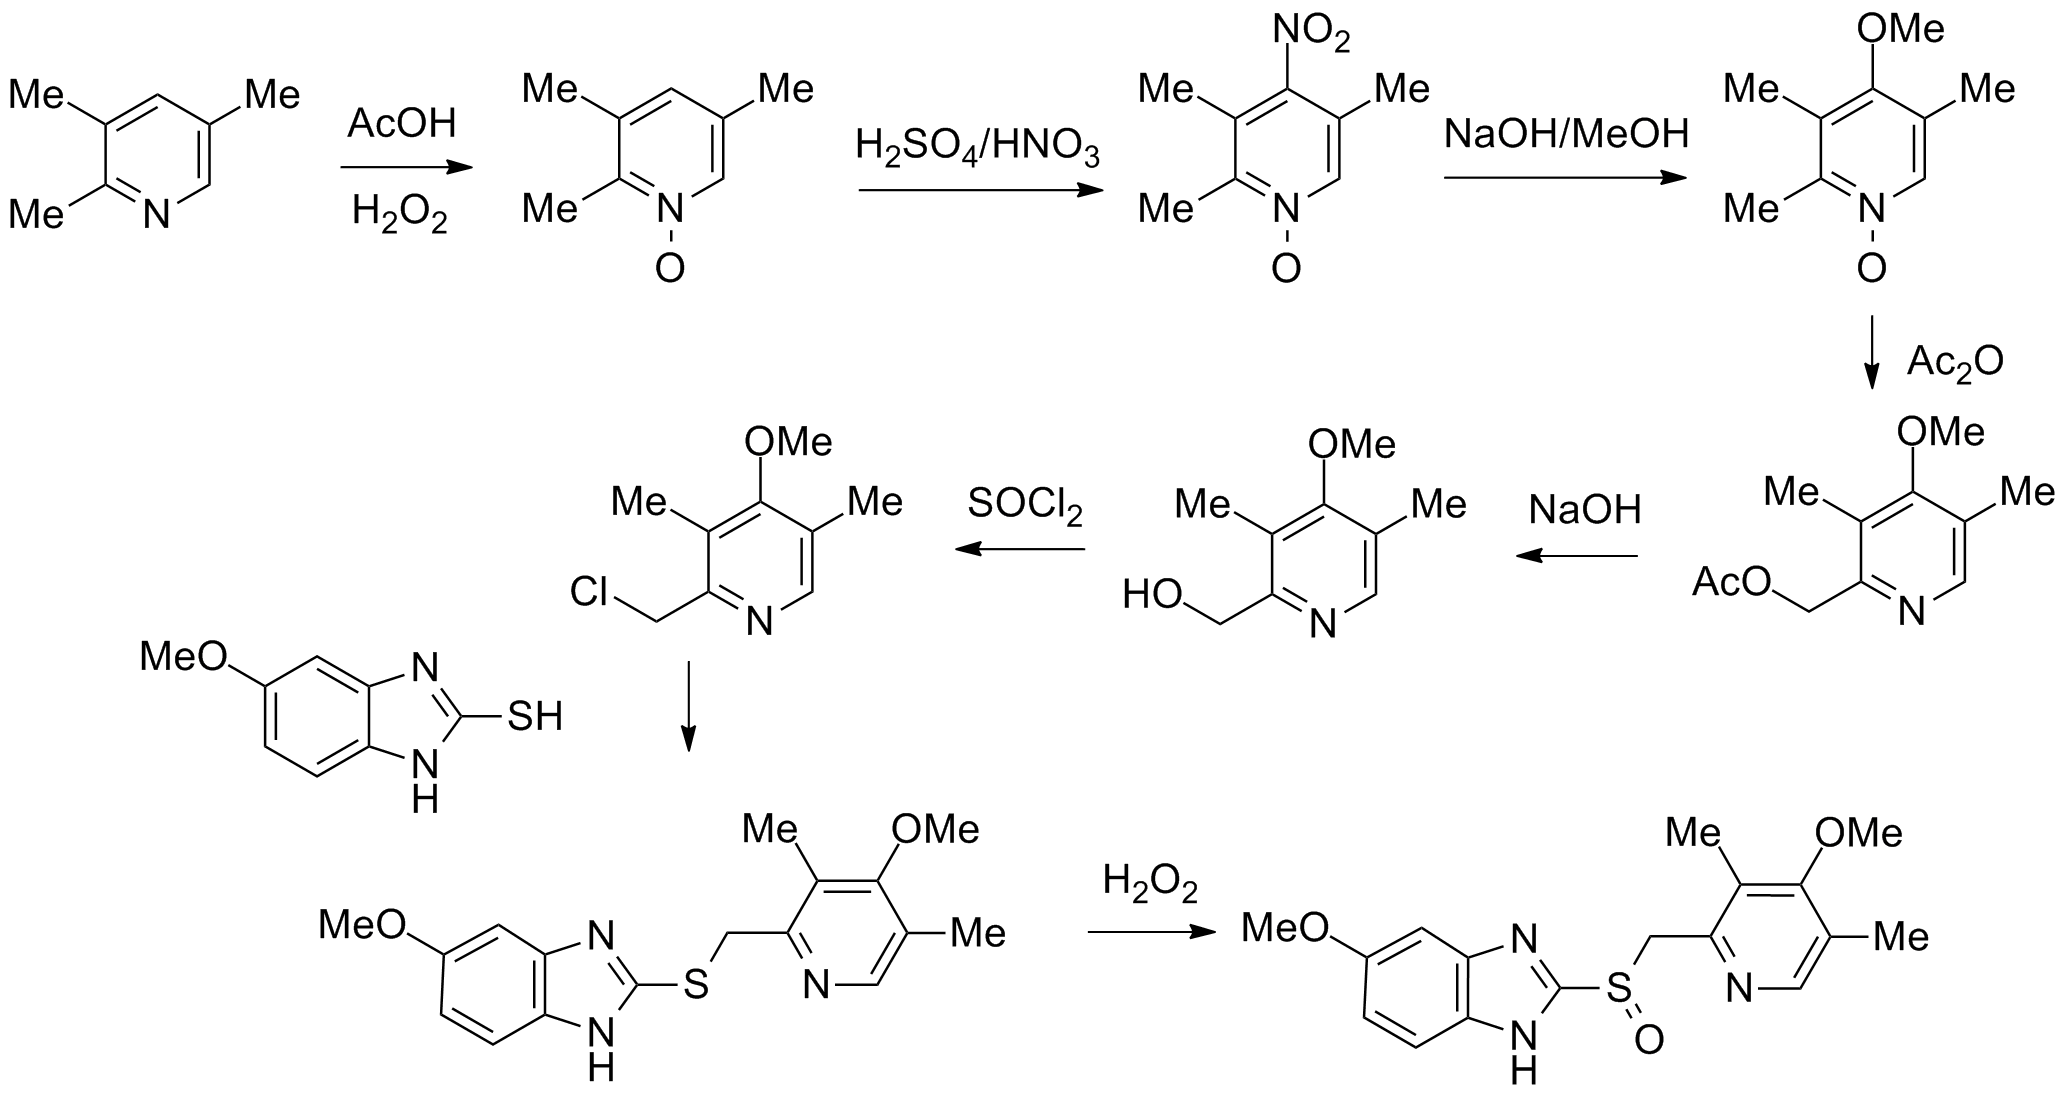 Me Me
Me N
AcOH
H2O2
Me Me
Me N
O
H2SO4/HNO3
NO2
Me Me
Me N
O
NaOH/MeOH
OMe
Me Me
Me N
O
Ac2O
OMe
Me Me
AcO N
NaOH
OMe
Me Me
HO N
SOCl2
OMe
Me Me
Cl N
MeO N
SH
N
H
Me OMe
MeO N Me
S N
N
H
H2O2
Me OMe
MeO N Me
S N
N O
H